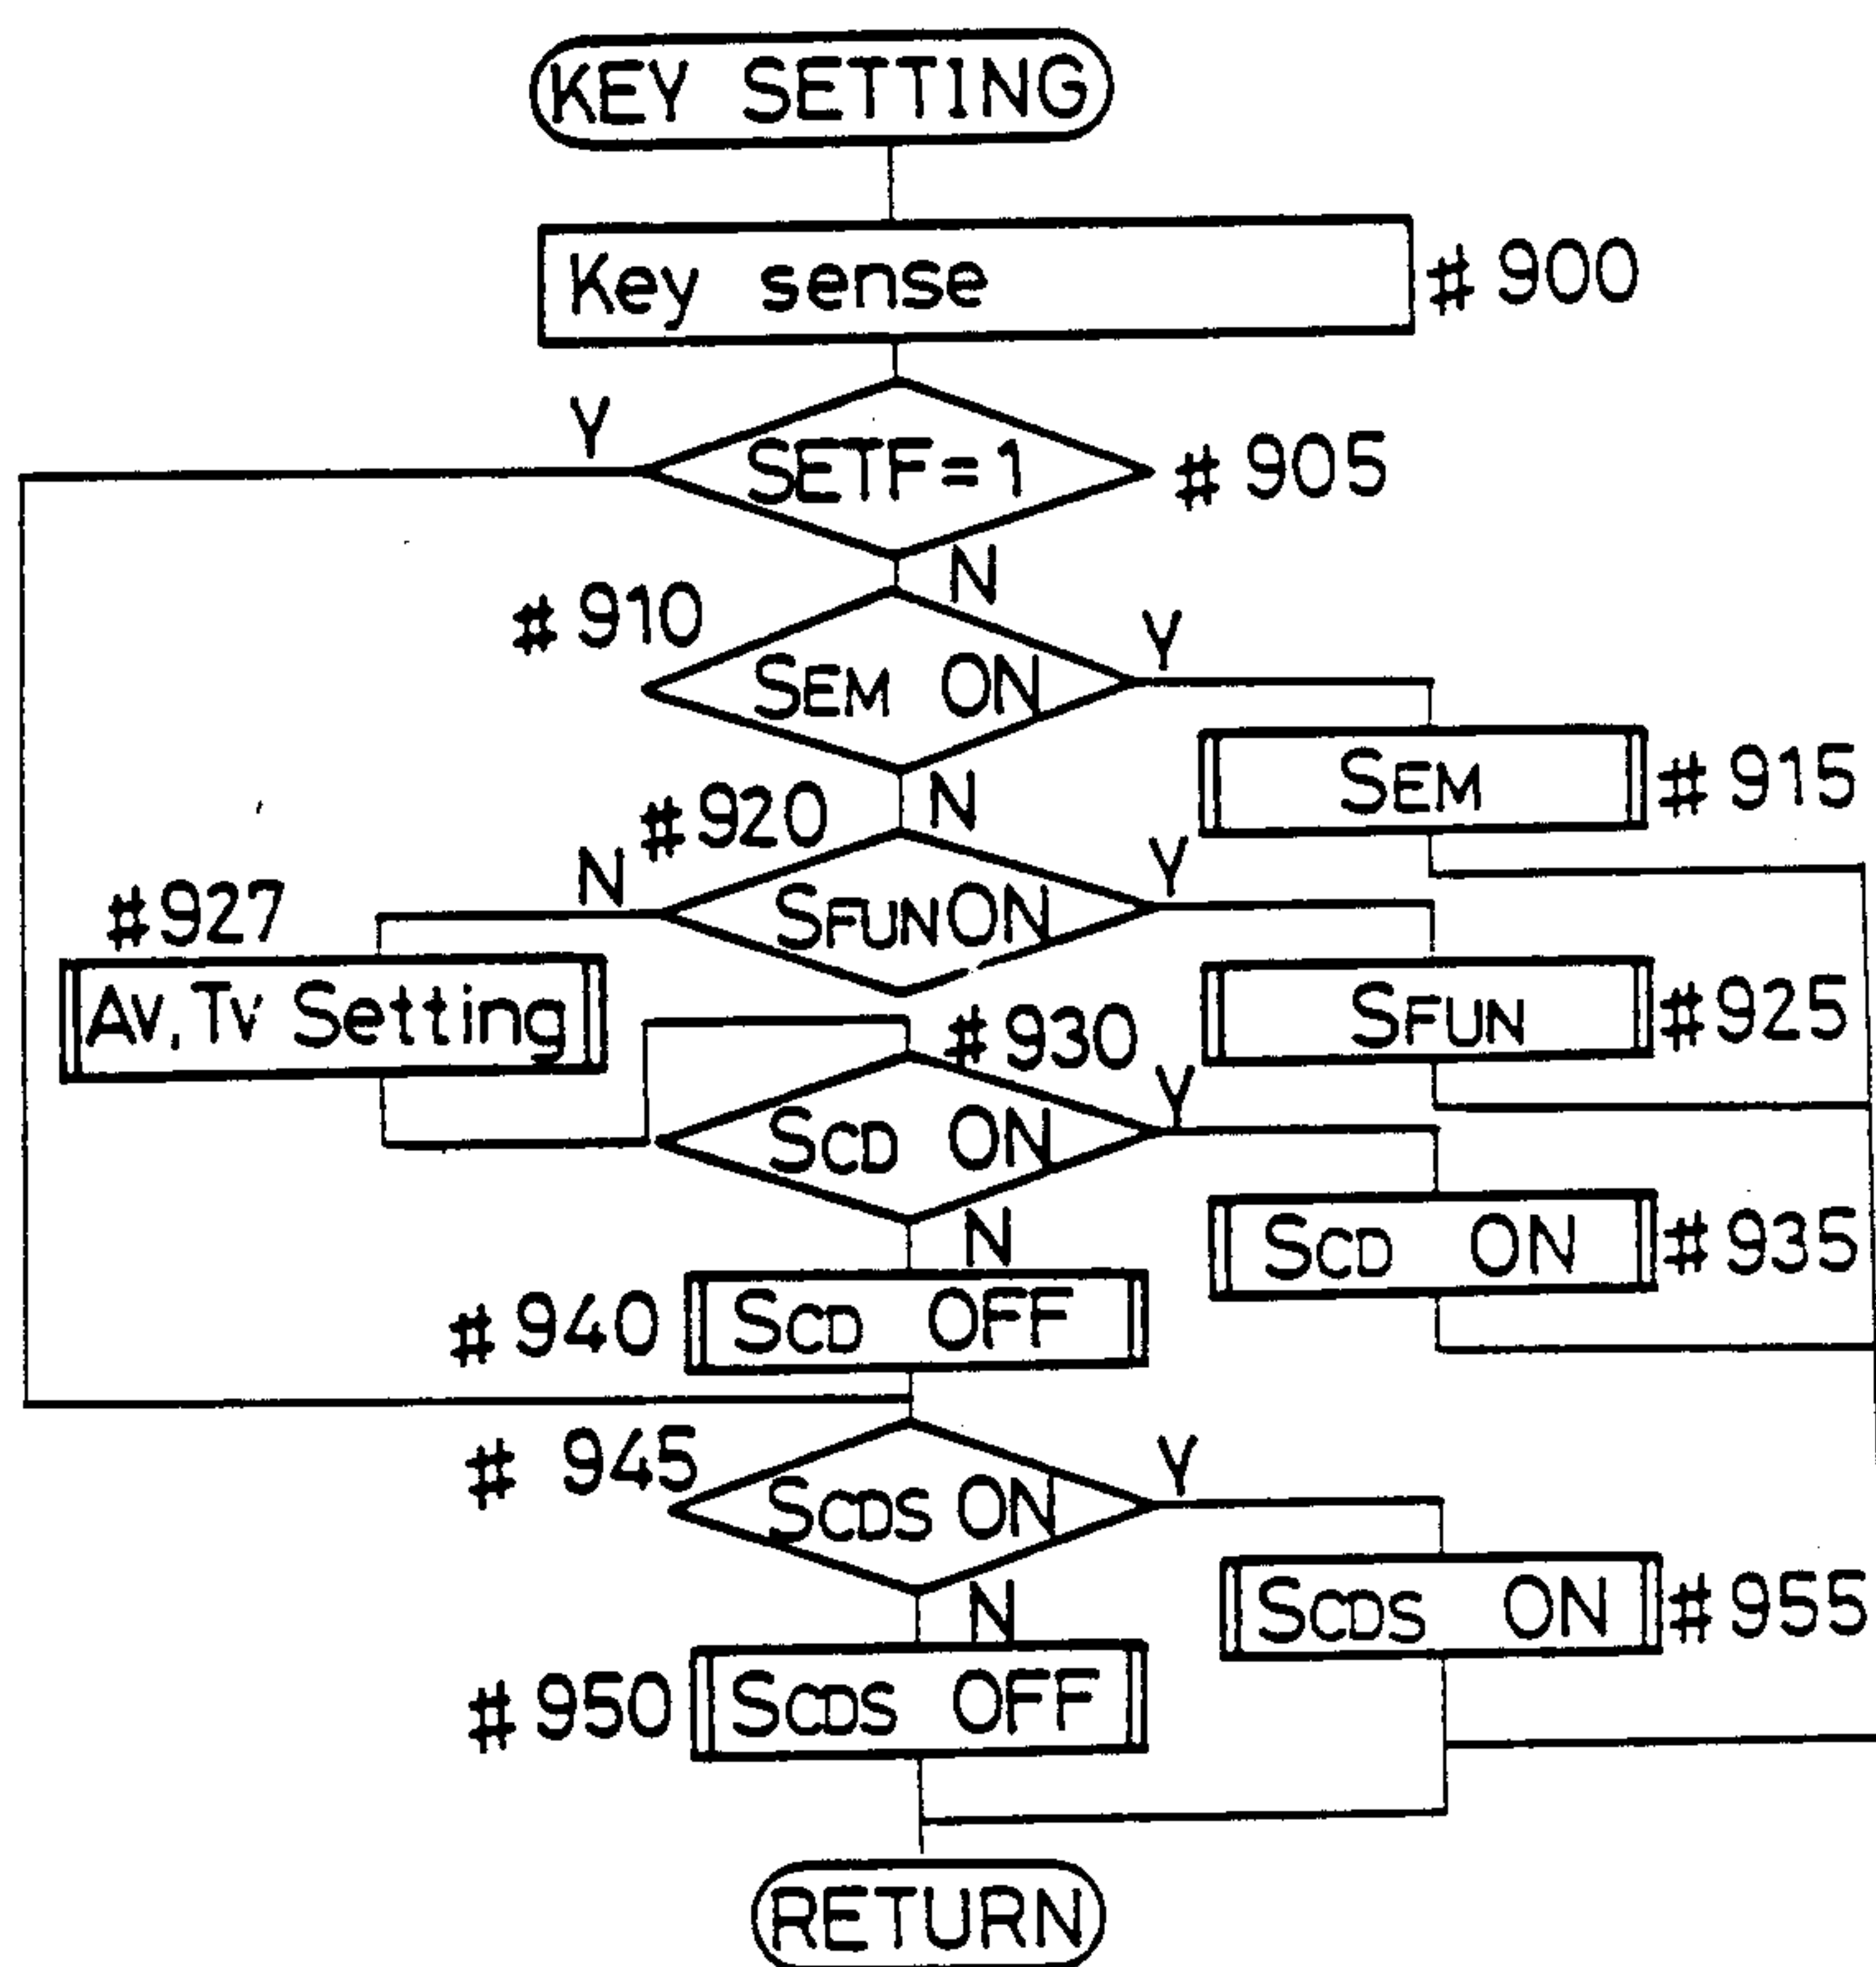 KEY SETTING
Key sense # 900
Y
SETF=1 # 905
N
# 910
SEM ON
Y
SEM # 915
N
# 920
SFUN ON
Y
N
# 927
Av, Tv Setting
SFUN # 925
# 930
SCD ON
Y
SCD ON # 935
N
# 940 SCD OFF
# 945
SCDS ON
Y
SCDS ON # 955
N
# 950 SCDS OFF
RETURN